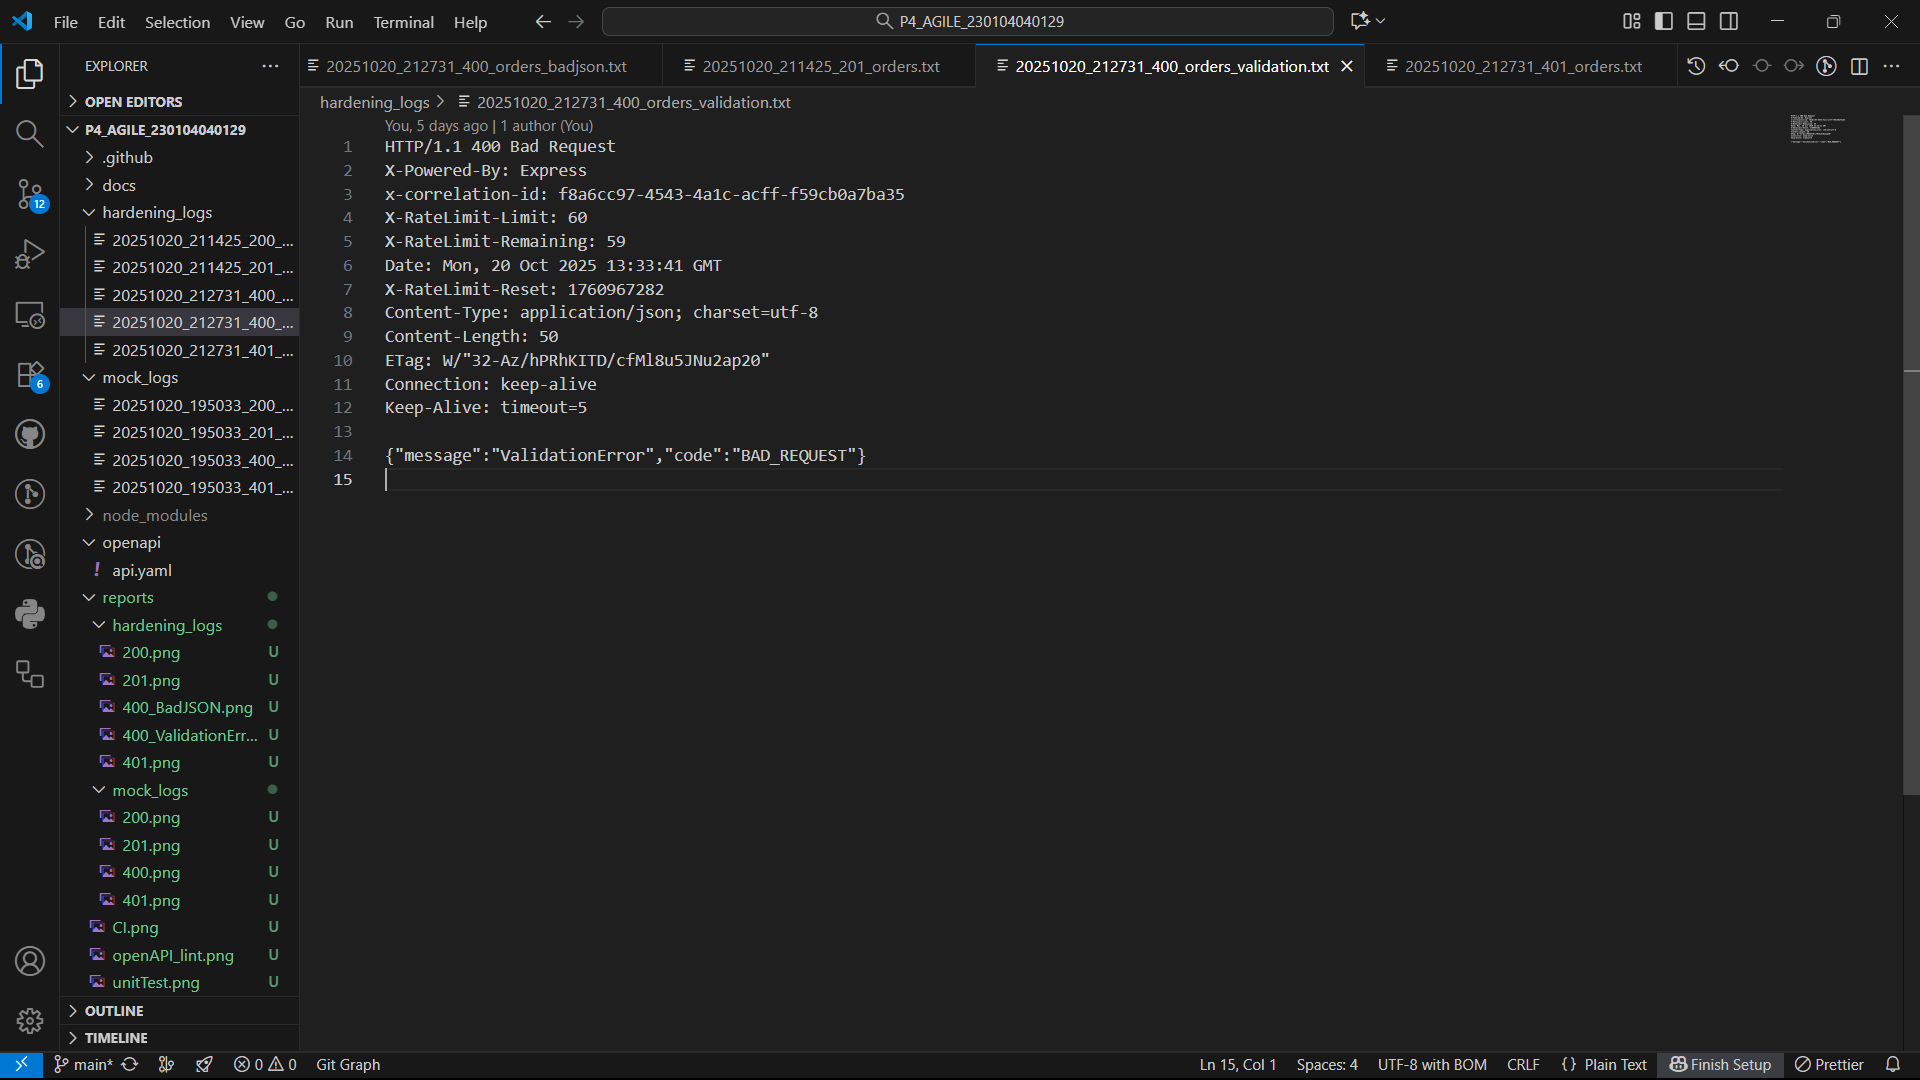 File Edit Selection View Go Run Terminal Help
P4_AGILE_230104040129
EXPLORER
20251020_212731_400_orders_badjson.txt
20251020_211425_201_orders.txt
20251020_212731_400_orders_validation.txt
20251020_212731_401_orders.txt
OPEN EDITORS
P4_AGILE_230104040129
.github
docs
hardening_logs
20251020_211425_200_...
20251020_211425_201_...
20251020_212731_400_...
20251020_212731_400_...
20251020_212731_401_...
mock_logs
20251020_195033_200_...
20251020_195033_201_...
20251020_195033_400_...
20251020_195033_401_...
node_modules
openapi
! api.yaml
reports
hardening_logs
200.png U
201.png U
400_BadJSON.png U
400_ValidationErr... U
401.png U
mock_logs
200.png U
201.png U
400.png U
401.png U
CI.png U
openAPI_lint.png U
unitTest.png U
OUTLINE
TIMELINE
12
6
hardening_logs > 20251020_212731_400_orders_validation.txt
You, 5 days ago | 1 author (You)
1 HTTP/1.1 400 Bad Request
2 X-Powered-By: Express
3 x-correlation-id: f8a6cc97-4543-4a1c-acff-f59cb0a7ba35
4 X-RateLimit-Limit: 60
5 X-RateLimit-Remaining: 59
6 Date: Mon, 20 Oct 2025 13:33:41 GMT
7 X-RateLimit-Reset: 1760967282
8 Content-Type: application/json; charset=utf-8
9 Content-Length: 50
10 ETag: W/"32-Az/hPRhKITD/cfMl8u5JNu2ap20"
11 Connection: keep-alive
12 Keep-Alive: timeout=5
13
14 {"message":"ValidationError","code":"BAD_REQUEST"}
15
main* 0 0 Git Graph
Ln 15, Col 1 Spaces: 4 UTF-8 with BOM CRLF {} Plain Text Finish Setup Prettier